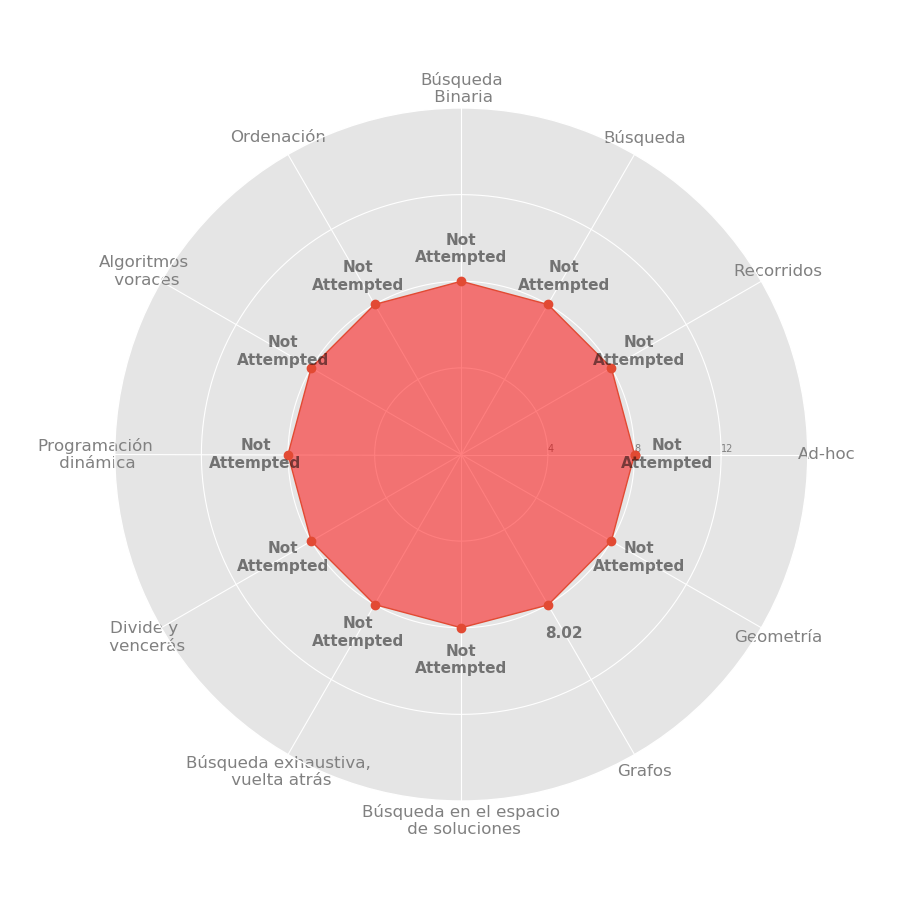 Búsqueda
Binaria
Ordenación
Búsqueda
Not
Attempted
Algoritmos
voraces
Not
Attempted
Not
Attempted
Recorridos
Not
Attempted
Not
Attempted
Programación
dinámica
Not
Attempted
4
8
12
Not
Attempted
Ad-hoc
Not
Attempted
Not
Attempted
Divide y
vencerás
Not
Attempted
Not
Attempted
8.02
Geometría
Búsqueda exhaustiva,
vuelta atrás
Grafos
Búsqueda en el espacio
de soluciones